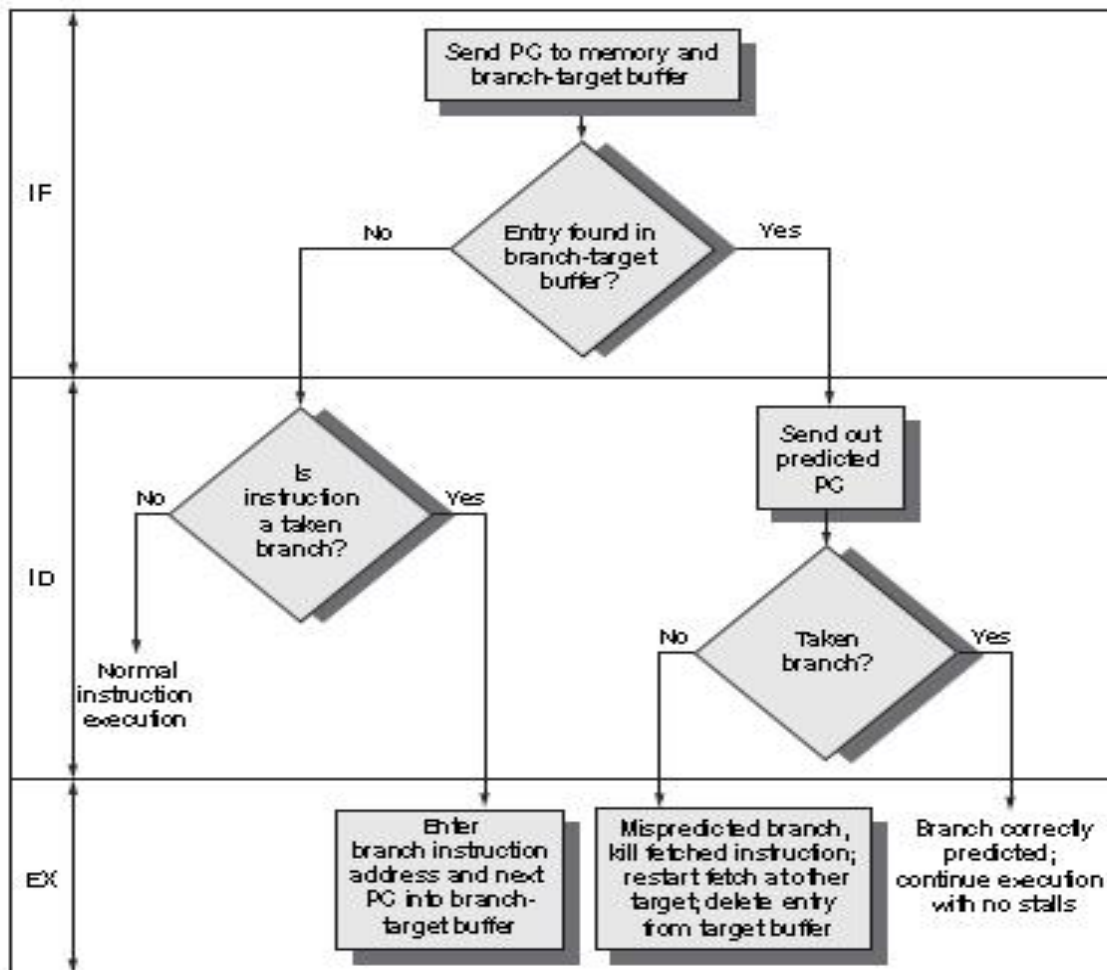 Send PC to memory and
branch-target buffer
IF
No
Entry found in
branch-target
buffer?
Yes
Is
instruction
a taken
branch?
No
Yes
Send out
predicted
PC
ID
No
Taken
branch?
Yes
Normal
instruction
execution
EX
Enter
branch instruction
address and next
PC into branch-
target buffer
Mispredicted branch,
kill fetched instruction;
restart fetch at other
target; delete entry
from target buffer
Branch correctly
predicted;
continue execution
with no stalls